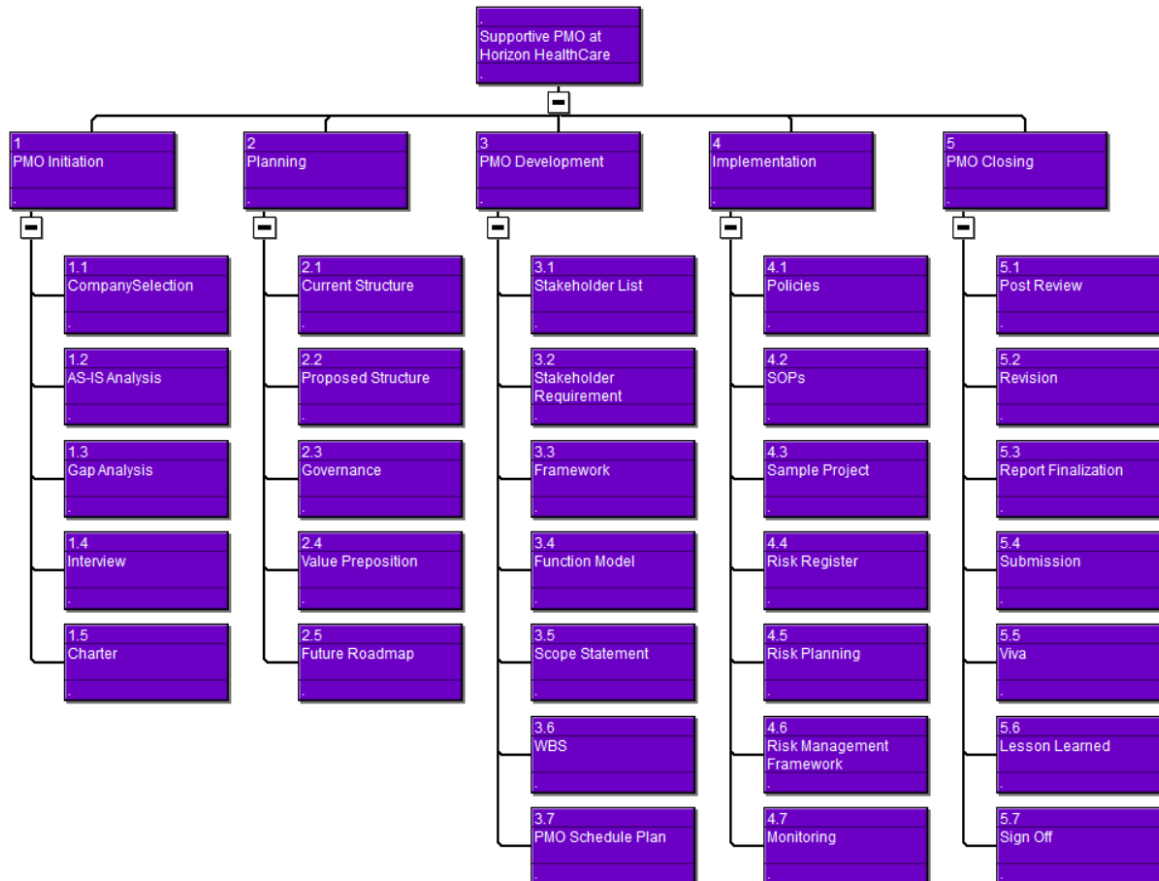 Supportive PMO at
Horizon HealthCare
1
PMO Initiation
2
Planning
3
PMO Development
4
Implementation
5
PMO Closing
1.1
CompanySelection
1.2
AS-IS Analysis
1.3
Gap Analysis
1.4
Interview
1.5
Charter
2.1
Current Structure
2.2
Proposed Structure
2.3
Governance
2.4
Value Preposition
2.5
Future Roadmap
3.1
Stakeholder List
3.2
Stakeholder
Requirement
3.3
Framework
3.4
Function Model
3.5
Scope Statement
3.6
WBS
3.7
PMO Schedule Plan
4.1
Policies
4.2
SOPs
4.3
Sample Project
4.4
Risk Register
4.5
Risk Planning
4.6
Risk Management
Framework
4.7
Monitoring
5.1
Post Review
5.2
Revision
5.3
Report Finalization
5.4
Submission
5.5
Viva
5.6
Lesson Learned
5.7
Sign Off